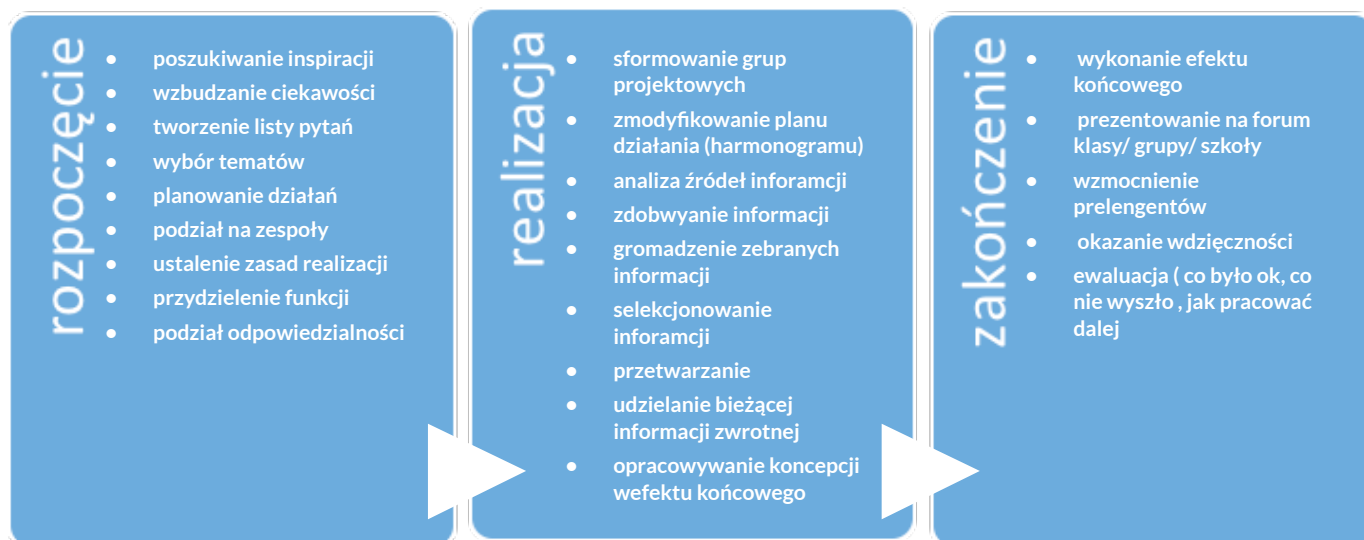 rozpoczęcie
● poszukiwanie inspiracji
● wzbudzanie ciekawości
● tworzenie listy pytań
● wybór tematów
● planowanie działań
● podział na zespoły
● ustalenie zasad realizacji
● przydzielenie funkcji
● podział odpowiedzialności
realizacja
● sformowanie grup
projektowych
● zmodyfikowanie planu
działania (harmonogramu)
● analiza źródeł inforamcji
● zdobwyanie informacji
● gromadzenie zebranych
informacji
● selekcjonowanie
inforamcji
● przetwarzanie
● udzielanie bieżącej
informacji zwrotnej
● opracowywanie koncepcji
wefektu końcowego
zakończenie
● wykonanie efektu
końcowego
● prezentowanie na forum
klasy/ grupy/ szkoły
● wzmocnienie
prelengentów
● okazanie wdzięczności
● ewaluacja ( co było ok, co
nie wyszło , jak pracować
dalej